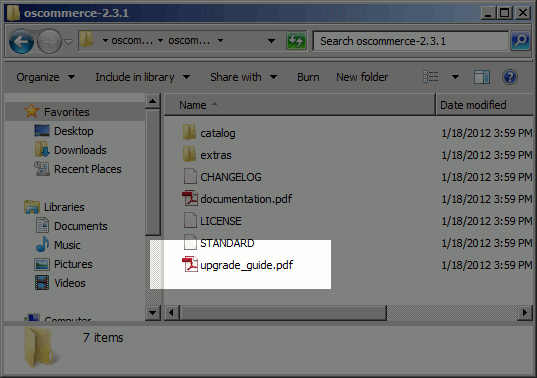 oscommerce-2.3.1
oscom... oscom...
Search oscommerce-2.3.1
Organize Include in library Share with Burn New folder
Favorites
Desktop
Downloads
Recent Places
Libraries
Documents
Music
Pictures
Videos
Computer
Name Date modified
catalog 1/18/2012 3:59 PM
extras 1/18/2012 3:59 PM
CHANGELOG 1/18/2012 3:59 PM
documentation.pdf 1/18/2012 3:59 PM
LICENSE 1/18/2012 3:59 PM
STANDARD 1/18/2012 3:59 PM
upgrade_guide.pdf 1/18/2012 3:59 PM
7 items